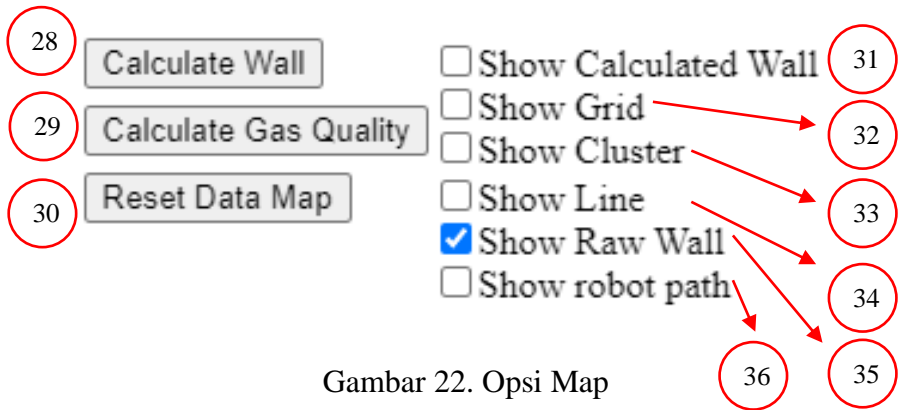 28
Calculate Wall
29
Calculate Gas Quality
30
Reset Data Map
Show Calculated Wall
31
Show Grid
32
Show Cluster
33
Show Line
34
Show Raw Wall
35
Show robot path
36
Gambar 22. Opsi Map